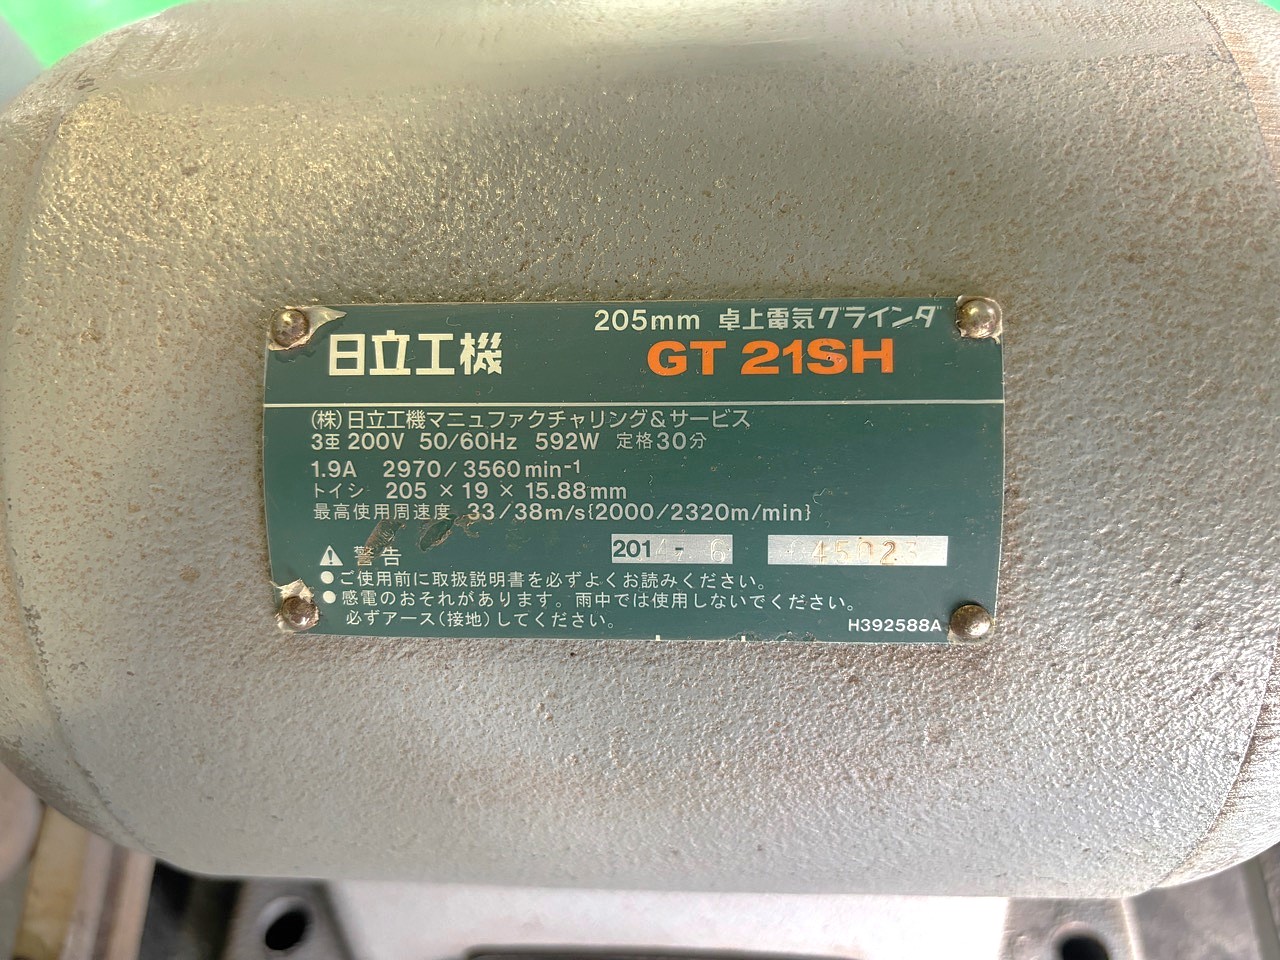 205mm 卓上電気グラインダ
日立工機 GT 21SH
(株)日立工機マニュファクチャリング&サービス
3亜 200V 50/60Hz 592W 定格30分
1.9A 2970/3560min-1
トイシ 205 × 19 × 15.88mm
最高使用周速度 33/38m/s{2000/2320m/min}
警告 201 - 6
●ご使用前に取扱説明書を必ずよくお読みください。
●感電のおそれがあります。雨中では使用しないでください。
必ずアース(接地)してください。
H392588A